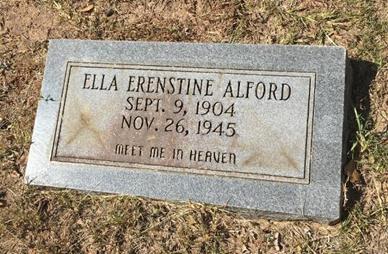 ELLA ERENSTINE ALFORD
SEPT. 9, 1904
NOV. 26, 1945
MEET ME IN HEAVEN